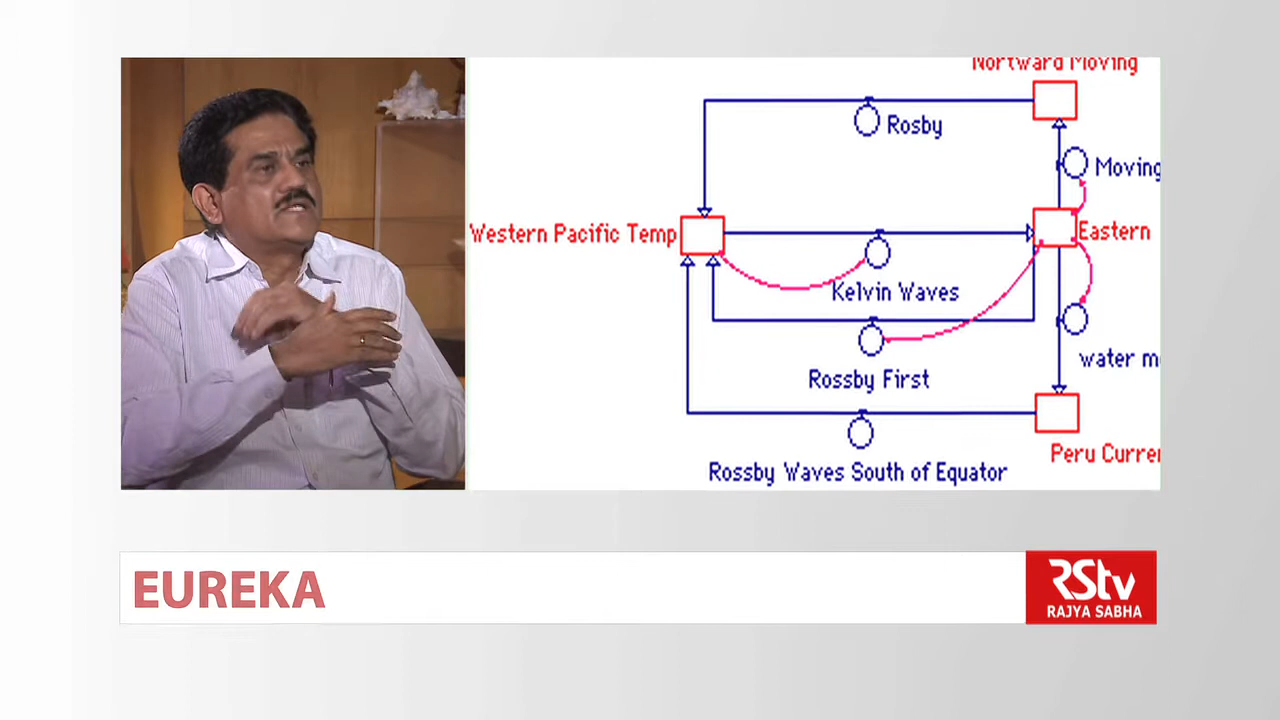 Nortward Moving
Rosby
Moving
Western Pacific Temp
Eastern
Kelvin Waves
water m
Rossby First
Peru Curre
Rossby Waves South of Equator
EUREKA
RSTV
RAJYA SABHA